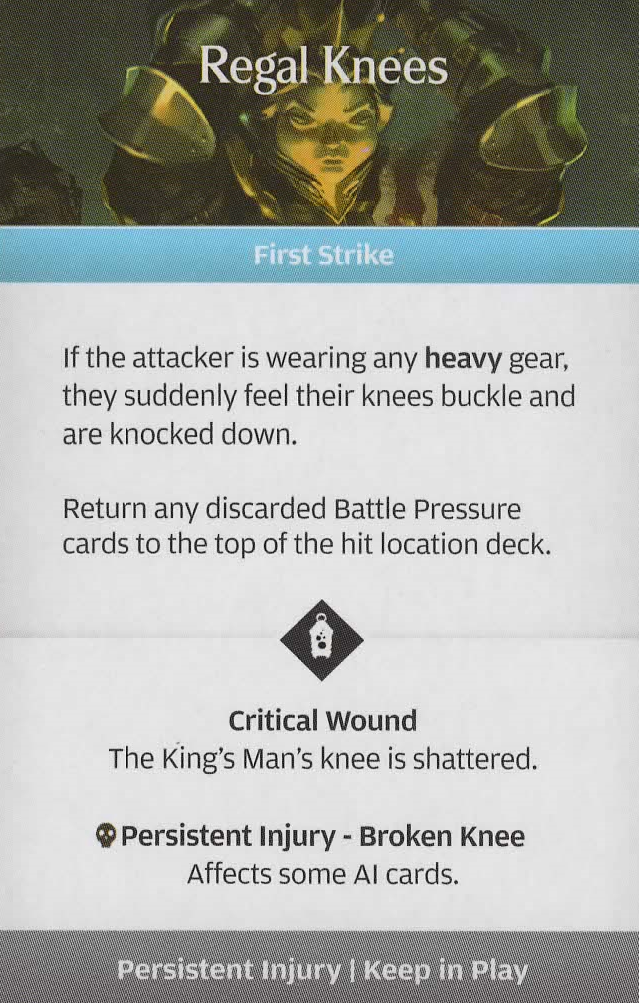 Regal Knees
First Strike
If the attacker is wearing any heavy gear,
they suddenly feel their knees buckle and
are knocked down.
Return any discarded Battle Pressure
cards to the top of the hit location deck.
Critical Wound
The King's Man's knee is shattered.
Persistent Injury - Broken Knee
Affects some AI cards.
Persistent Injury | Keep in Play